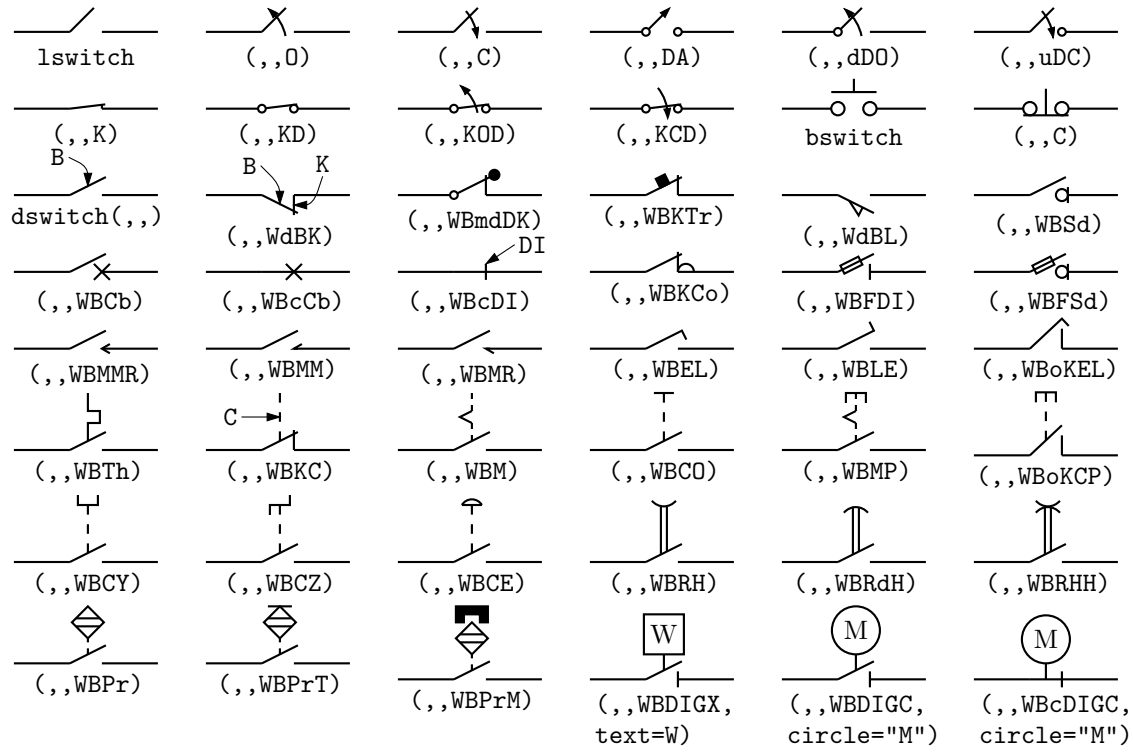 lswitch (,,O) (,,C) (,,DA) (,,dDO) (,,uDC)
(,,K) (,,KD) (,,KOD) (,,KCD) bswitch (,,C)
B
dswitch(,,)
B K
(,,WdBK)
(,,WBmdDK) (,,WBKTr) (,,WdBL) (,,WBSd)
DI
(,,WBCb) (,,WBcCb) (,,WBcDI) (,,WBKCo) (,,WBFDI) (,,WBFSd)
(,,WBMMR) (,,WBMM) (,,WBMR) (,,WBEL) (,,WBLE) (,,WBoKEL)
C
(,,WBTh) (,,WBKC) (,,WBM) (,,WBCO) (,,WBMP) (,,WBoKCP)
(,,WBCY) (,,WBCZ) (,,WBCE) (,,WBRH) (,,WBRdH) (,,WBRHH)
W M M
(,,WBPr) (,,WBPrT) (,,WBPrM) (,,WBDIGX, (,,WBDIGC, (,,WBcDIGC,
text=W) circle="M") circle="M")